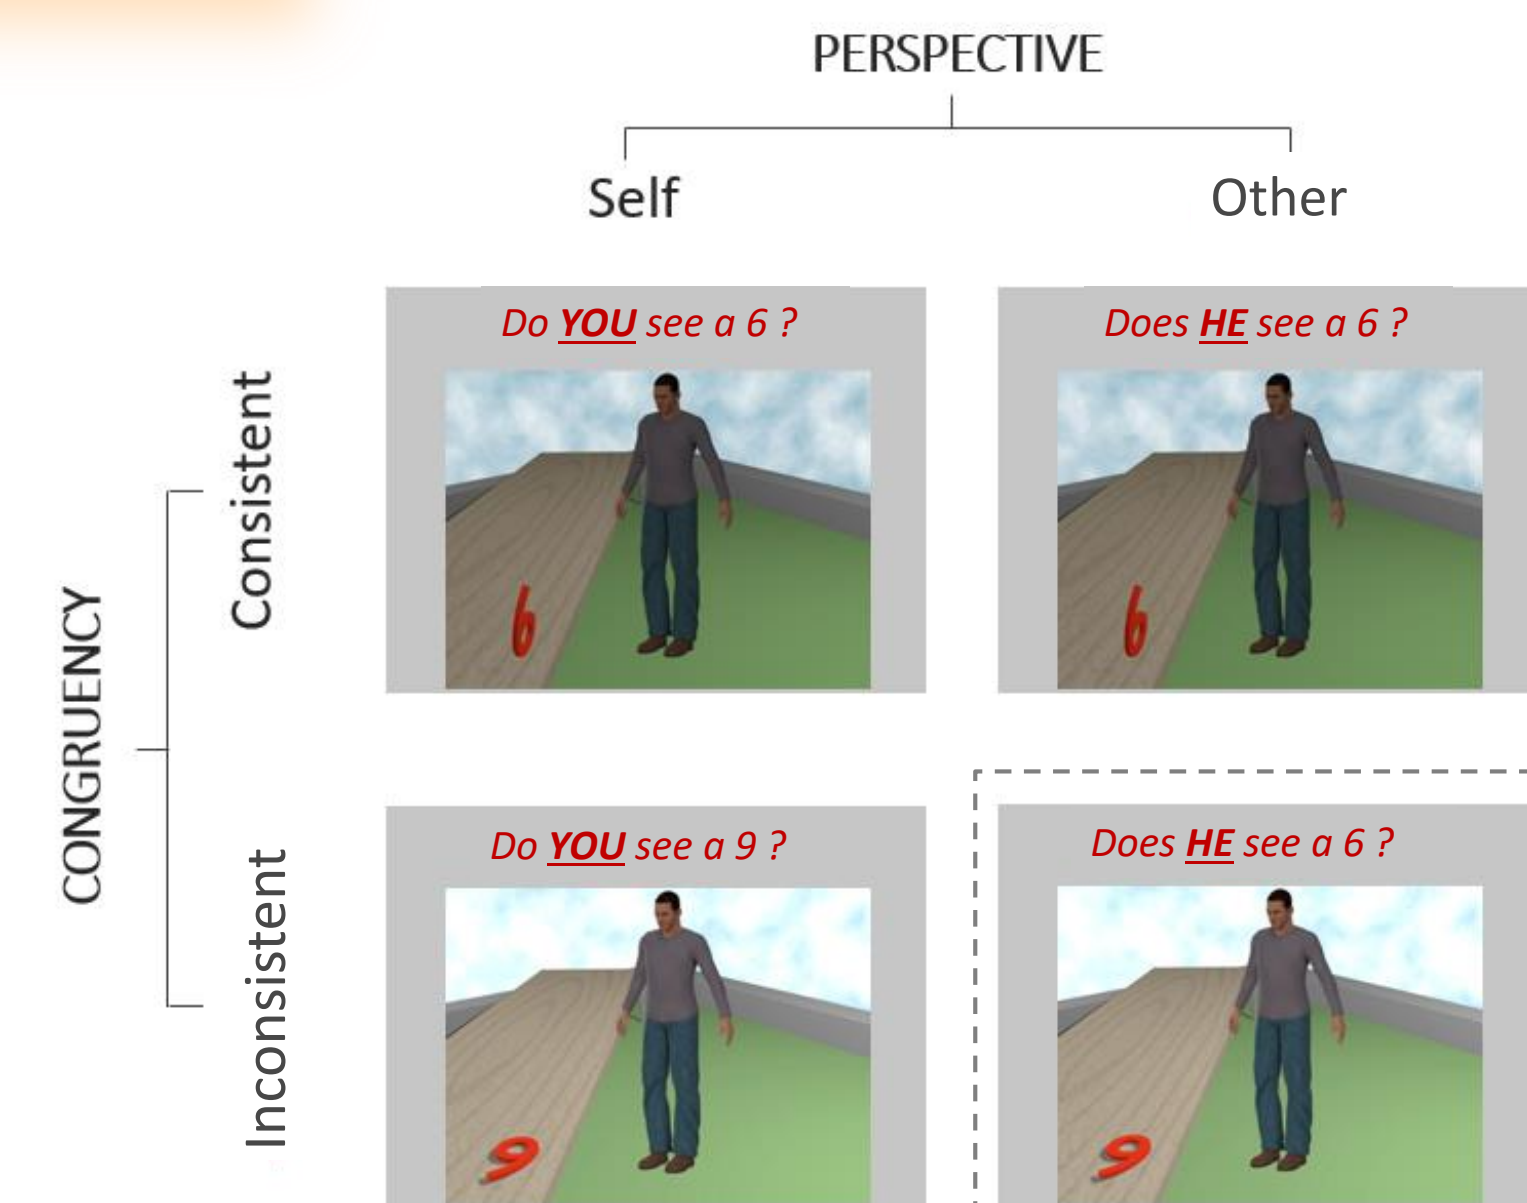 PERSPECTIVE
Self
Other
CONGRUENCY
Consistent
Do YOU see a 6 ?
Does HE see a 6 ?
6
6
Inconsistent
Do YOU see a 9 ?
Does HE see a 6 ?
9
9